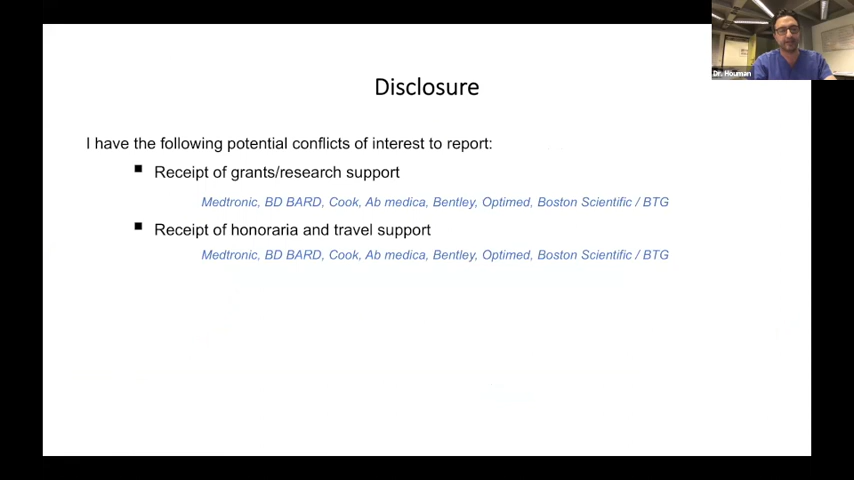 Dr. Houman
Disclosure
I have the following potential conflicts of interest to report:
Receipt of grants/research support
Medtronic, BD BARD, Cook, Ab medica, Bentley, Optimed, Boston Scientific / BTG
Receipt of honoraria and travel support
Medtronic, BD BARD, Cook, Ab medica, Bentley, Optimed, Boston Scientific / BTG